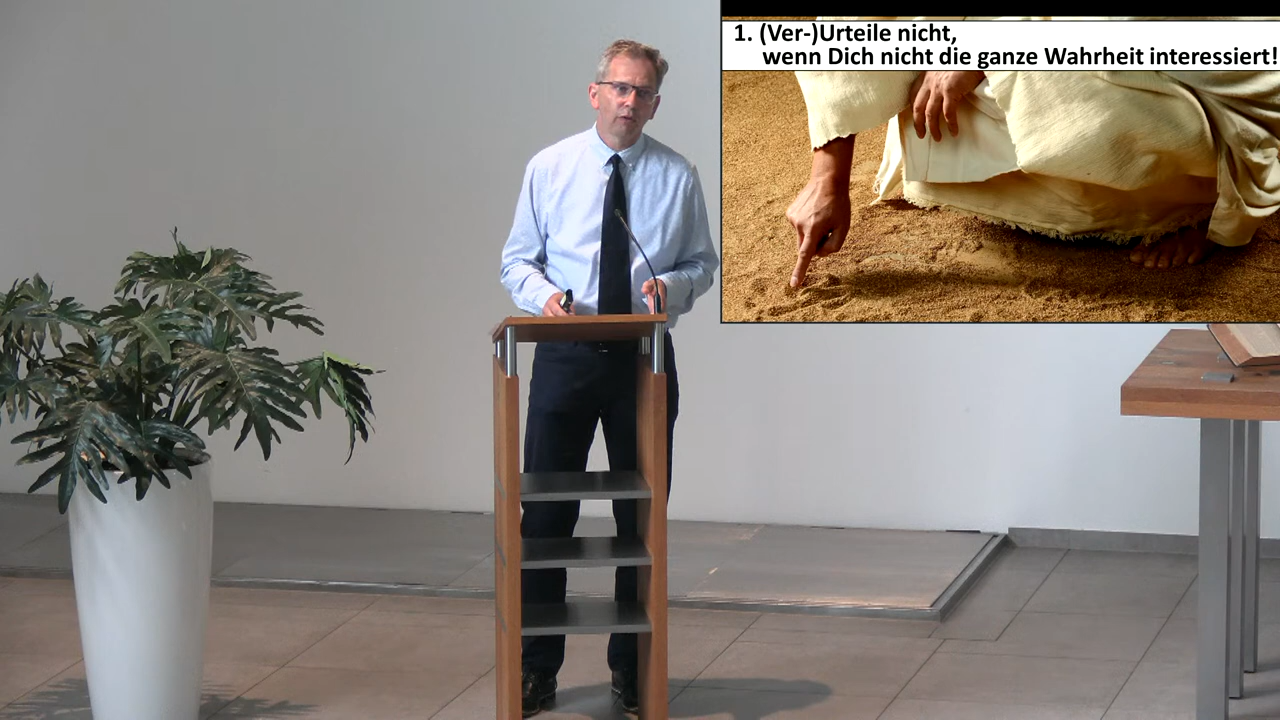 1. (Ver-)Urteile nicht,
wenn Dich nicht die ganze Wahrheit interessiert!